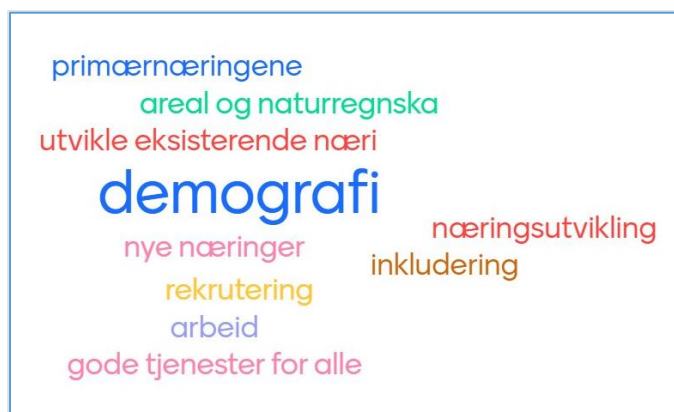 primærnæringene
areal og naturregnska
utvikle eksisterende næri
demografi
næringsutvikling
nye næringer
inkludering
rekrutering
arbeid
gode tjenester for alle